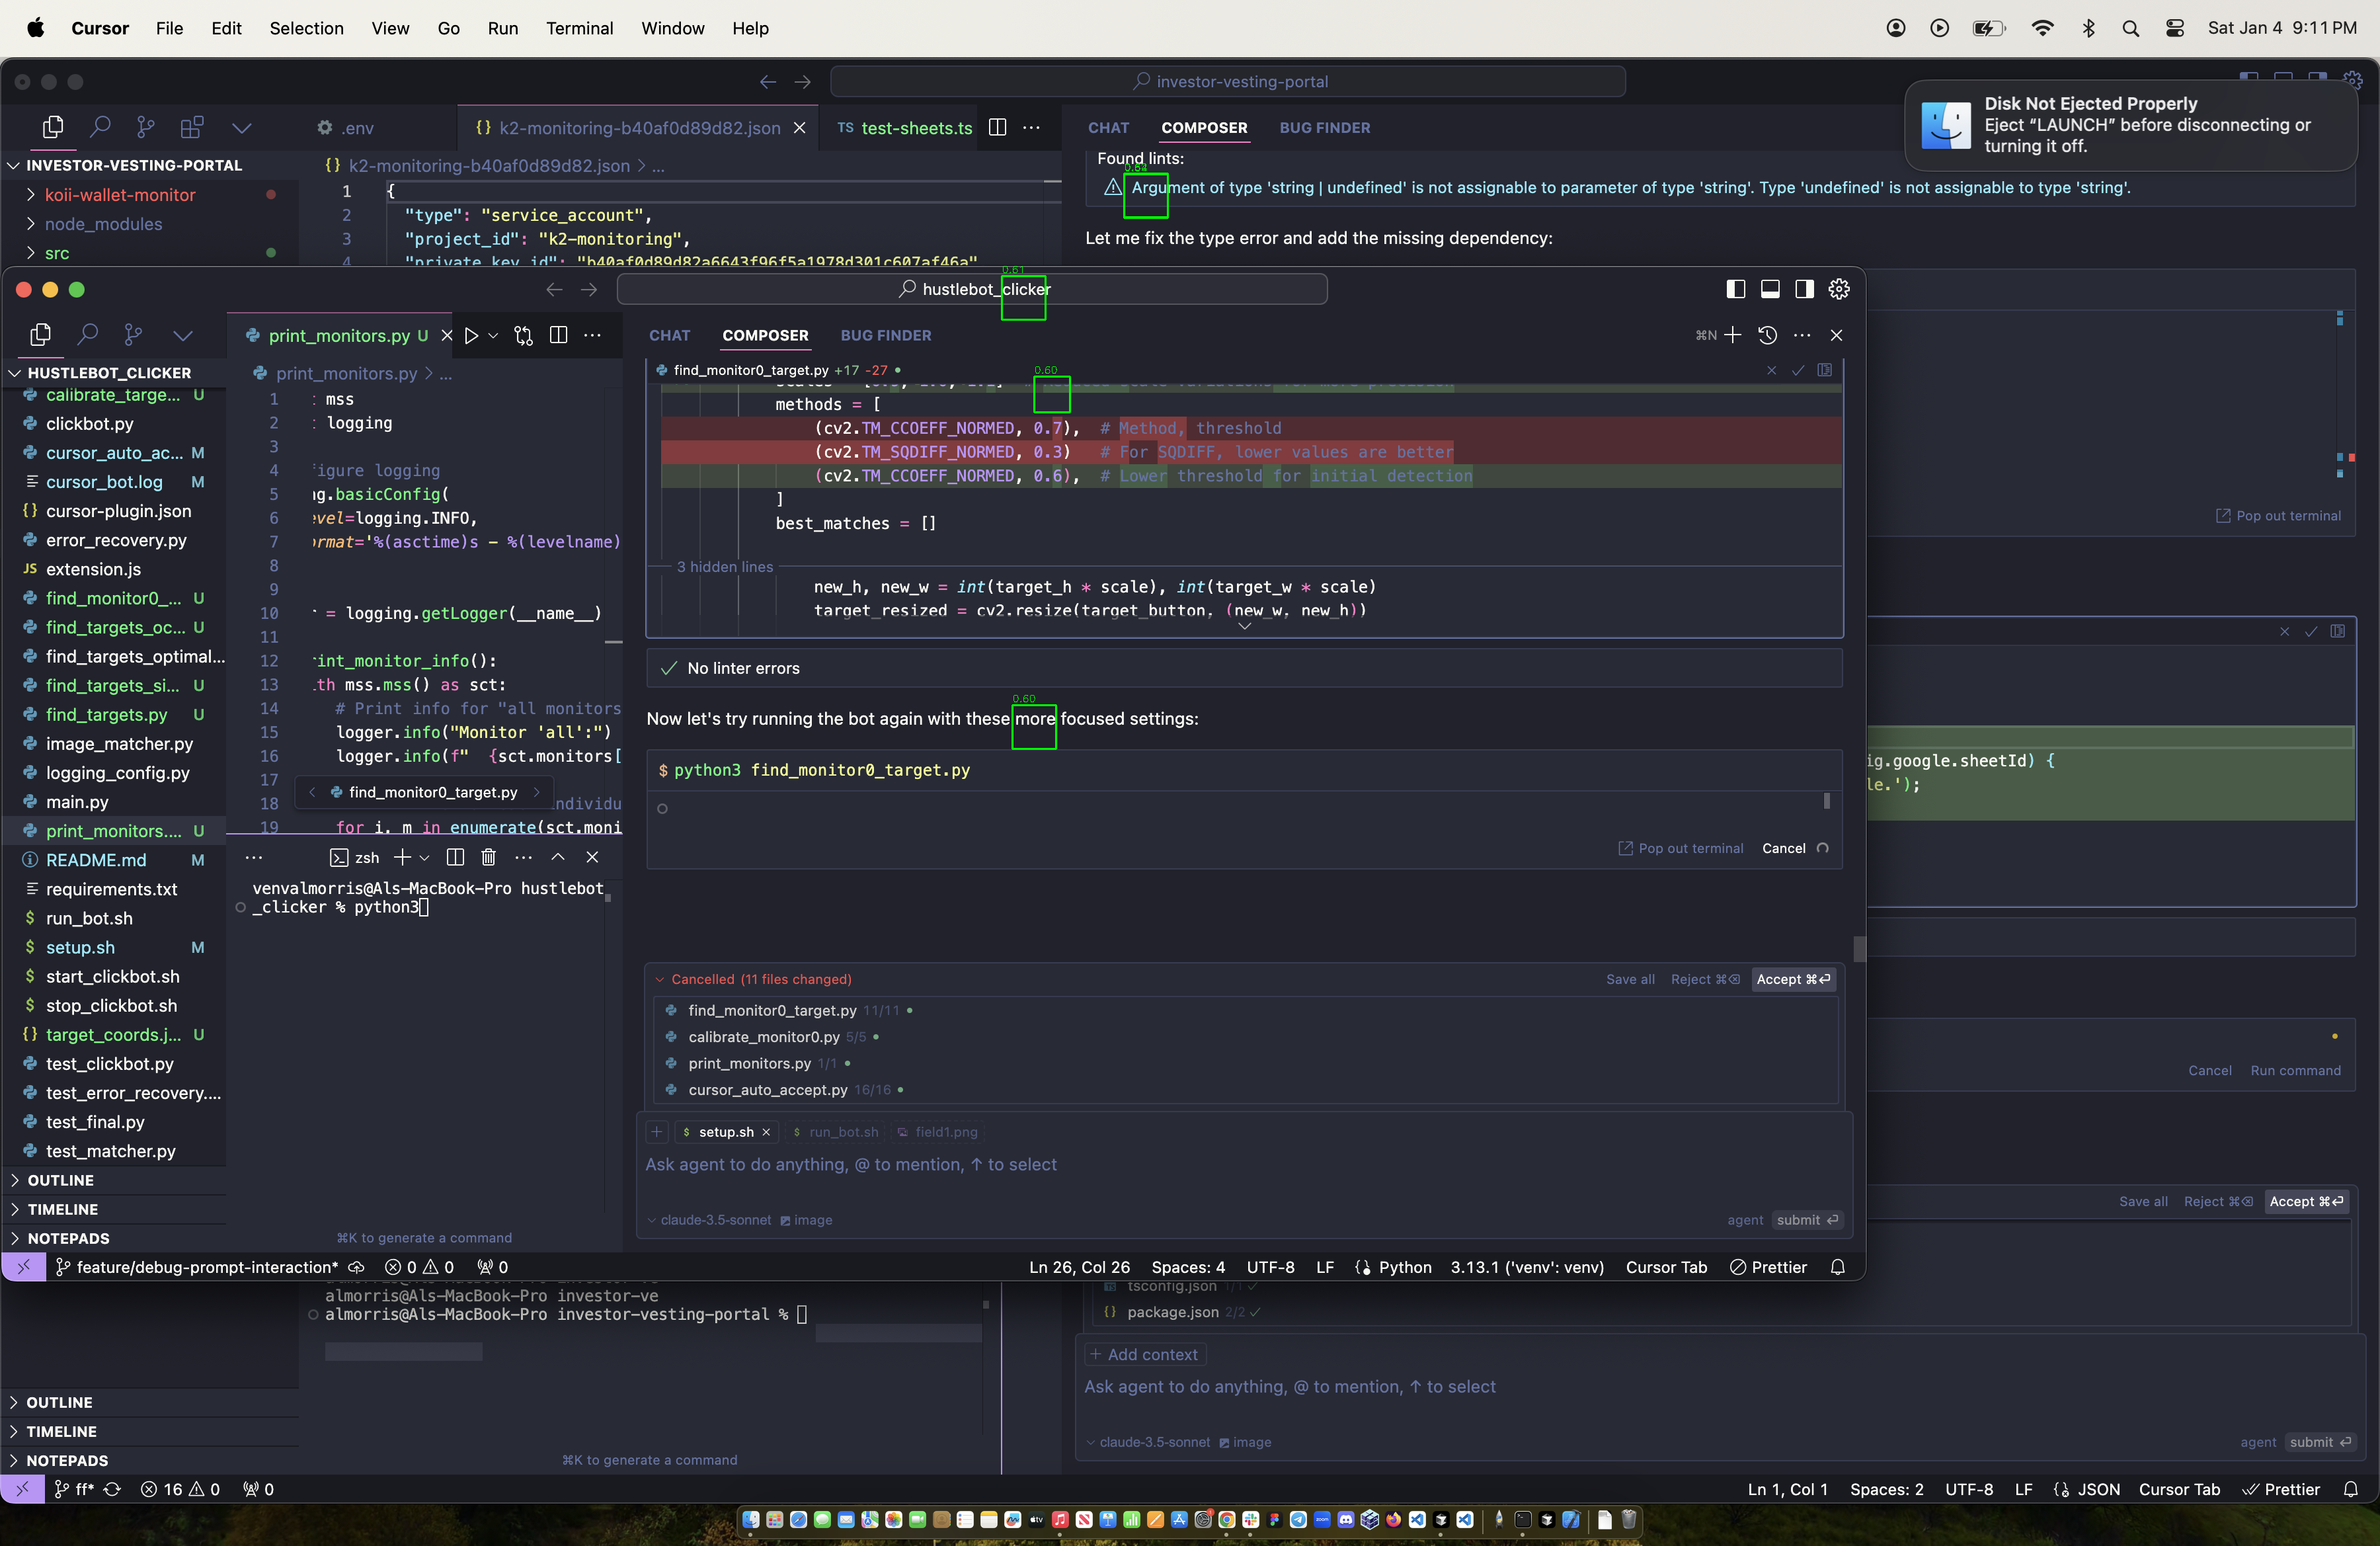 Cursor File Edit Selection View Go Run Terminal Window Help
Sat Jan 4 9:11 PM
investor-vesting-portal
Disk Not Ejected Properly
Eject “LAUNCH” before disconnecting or
turning it off.
.env
{} k2-monitoring-b40af0d89d82.json
TS test-sheets.ts
CHAT COMPOSER BUG FINDER
INVESTOR-VESTING-PORTAL
koii-wallet-monitor
node_modules
src
{} k2-monitoring-b40af0d89d82.json > ...
1 {
2 "type": "service_account",
3 "project_id": "k2-monitoring",
4 "private_key_id": "b40af0d89d82a6643f96f5a1978d301c607af46a"
Found lints:
0.64
Argument of type 'string | undefined' is not assignable to parameter of type 'string'. Type 'undefined' is not assignable to type 'string'.
Let me fix the type error and add the missing dependency:
0.61
hustlebot_clicker
print_monitors.py U
CHAT COMPOSER BUG FINDER
⌘N
HUSTLEBOT_CLICKER
calibrate_targe... U
clickbot.py
cursor_auto_ac... M
cursor_bot.log M
{} cursor-plugin.json
error_recovery.py
JS extension.js
find_monitor0_... U
find_targets_oc... U
find_targets_optimal...
find_targets_si... U
find_targets.py U
image_matcher.py
logging_config.py
main.py
print_monitors.... U
README.md M
requirements.txt
$ run_bot.sh
$ setup.sh M
$ start_clickbot.sh
$ stop_clickbot.sh
{} target_coords.j... U
test_clickbot.py
test_error_recovery....
test_final.py
test_matcher.py
OUTLINE
TIMELINE
NOTEPADS
print_monitors.py > ...
1 : mss
2 : logging
3
4 figure logging
5 ng.basicConfig(
6 evel=logging.INFO,
7 ormat='%(asctime)s - %(levelname)
8
9
10 r = logging.getLogger(__name__)
11
12 int_monitor_info():
13 ith mss.mss() as sct:
14 # Print info for "all monitors
15 logger.info("Monitor 'all':")
16 logger.info(f" {sct.monitors[
17
find_monitor0_target.py
18 individu
19 for i, m in enumerate(sct.moni
zsh
venvalmorris@Als-MacBook-Pro hustlebot
_clicker % python3
⌘K to generate a command
find_monitor0_target.py +17 -27
0.60
methods = [
(cv2.TM_CCOEFF_NORMED, 0.7), # Method, threshold
(cv2.TM_SQDIFF_NORMED, 0.3) # For SQDIFF, lower values are better
(cv2.TM_CCOEFF_NORMED, 0.6), # Lower threshold for initial detection
]
best_matches = []
3 hidden lines
new_h, new_w = int(target_h * scale), int(target_w * scale)
target_resized = cv2.resize(target_button, (new_w, new_h))
No linter errors
0.60
Now let's try running the bot again with these more focused settings:
$ python3 find_monitor0_target.py
Pop out terminal Cancel
Cancelled (11 files changed)
Save all Reject ⌘⌫ Accept ⌘⏎
find_monitor0_target.py 11/11
calibrate_monitor0.py 5/5
print_monitors.py 1/1
cursor_auto_accept.py 16/16
$ setup.sh $ run_bot.sh field1.png
Ask agent to do anything, @ to mention, ↑ to select
claude-3.5-sonnet image
agent submit ⏎
feature/debug-prompt-interaction* 0 0 0
Ln 26, Col 26 Spaces: 4 UTF-8 LF Python 3.13.1 ('venv': venv) Cursor Tab Prettier
Pop out terminal
ig.google.sheetId) {
le.');
Cancel Run command
Save all Reject ⌘⌫ Accept ⌘⏎
almorris@Als-MacBook-Pro investor-ve
almorris@Als-MacBook-Pro investor-ve
almorris@Als-MacBook-Pro investor-vesting-portal %
tsconfig.json 1/1
{} package.json 2/2
+ Add context
Ask agent to do anything, @ to mention, ↑ to select
claude-3.5-sonnet image
agent submit ⏎
OUTLINE
TIMELINE
NOTEPADS
⌘K to generate a command
ff* 16 0 0
Ln 1, Col 1 Spaces: 2 UTF-8 LF JSON Cursor Tab Prettier
tv
zoom